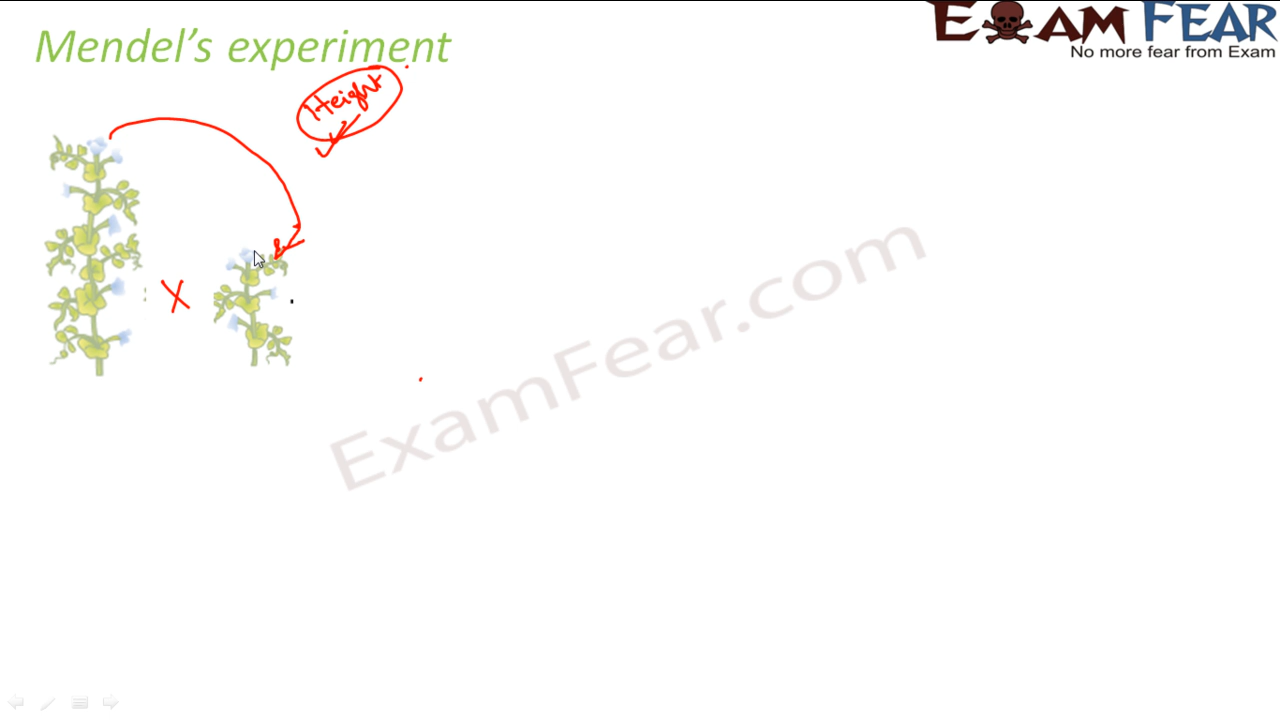 Mendel's experiment
EXAM FEAR
No more fear from Exam
Height
X
ExamFear.com